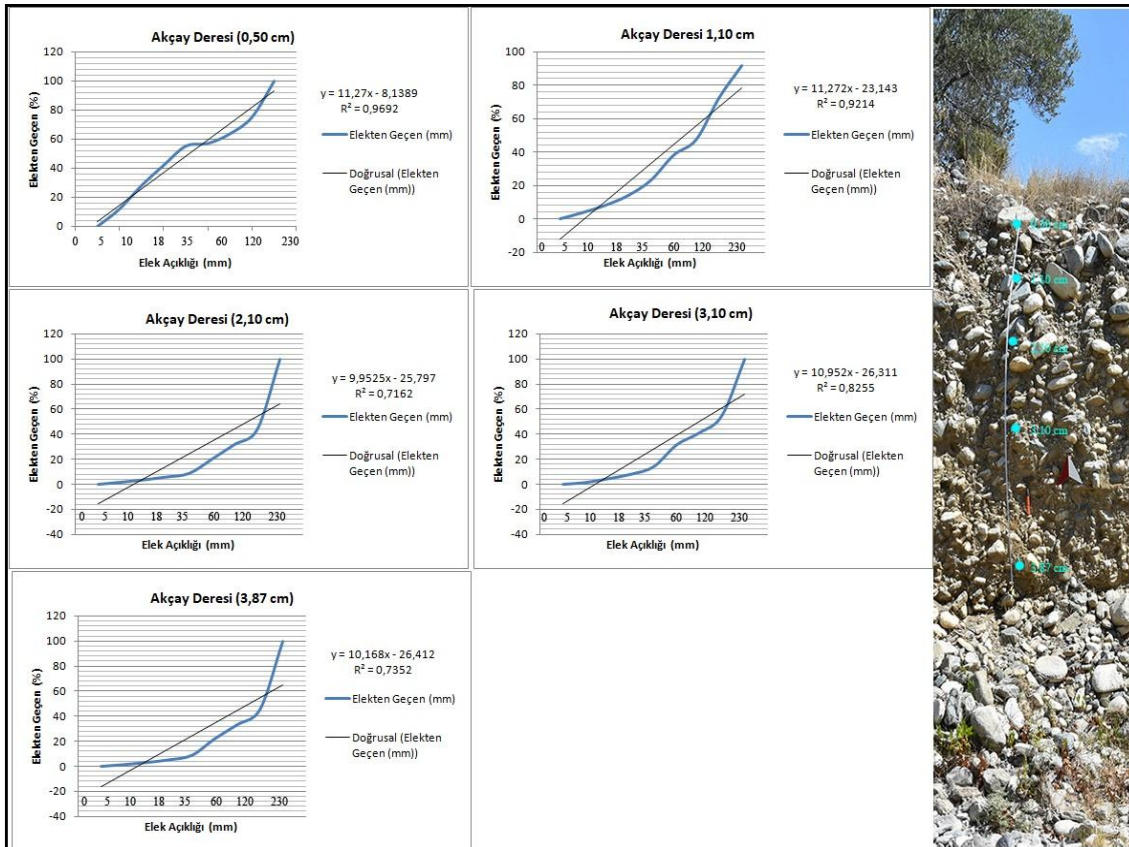 Akçay Deresi (0,50 cm)
120
100
80
60
40
20
0
0 5 10 18 35 60 120 230
Elekten Geçen (%)
Elek Açıklığı (mm)
y = 11,27x - 8,1389
R² = 0,9692
Elekten Geçen (mm)
Doğrusal (Elekten
Geçen (mm))
Akçay Deresi 1,10 cm
100
80
60
40
20
0
-20
0 5 10 18 35 60 120 230
Elekten Geçen (%)
Elek Açıklığı (mm)
y = 11,272x - 23,143
R² = 0,9214
Elekten Geçen (mm)
Doğrusal (Elekten
Geçen (mm))
Akçay Deresi (2,10 cm)
120
100
80
60
40
20
0
-20
-40
0 5 10 18 35 60 120 230
Elekten Geçen (%)
Elek Açıklığı (mm)
y = 9,9525x - 25,797
R² = 0,7162
Elekten Geçen (mm)
Doğrusal (Elekten
Geçen (mm))
Akçay Deresi (3,10 cm)
120
100
80
60
40
20
0
-20
-40
0 5 10 18 35 60 120 230
Elekten Geçen (%)
Elek Açıklığı (mm)
y = 10,952x - 26,311
R² = 0,8255
Elekten Geçen (mm)
Doğrusal (Elekten
Geçen (mm))
Akçay Deresi (3,87 cm)
120
100
80
60
40
20
0
-20
-40
0 5 10 18 35 60 120 230
Elekten Geçen (%)
Elek Açıklığı (mm)
y = 10,168x - 26,412
R² = 0,7352
Elekten Geçen (mm)
Doğrusal (Elekten
Geçen (mm))
cm
cm
cm
3,10 cm
3,87 cm